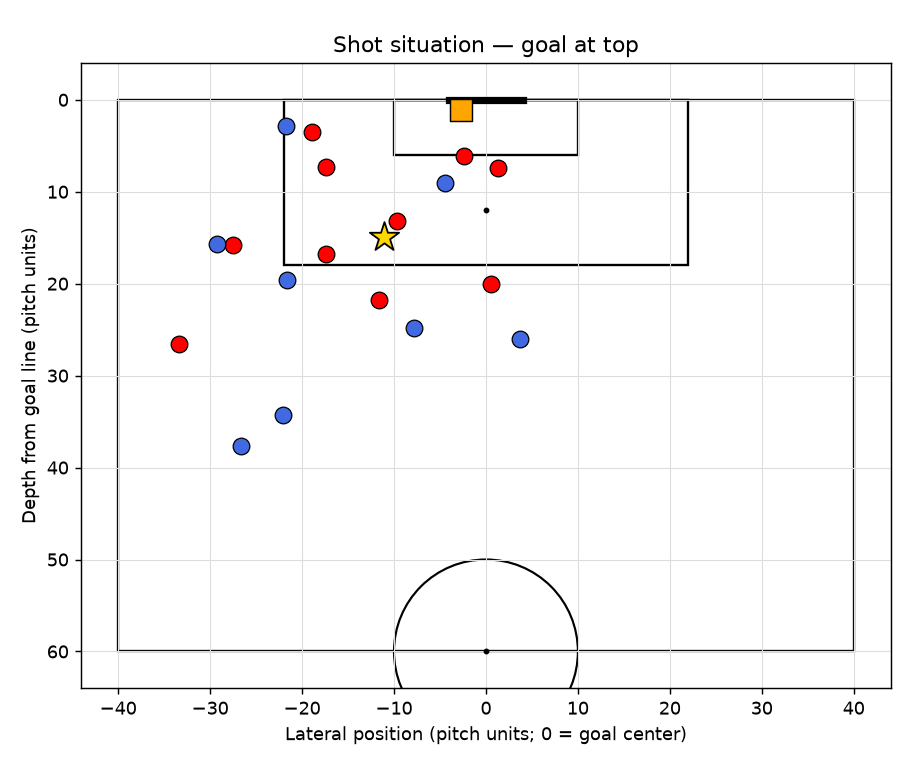 Shot situation — goal at top
0
10
20
30
40
50
60
Depth from goal line (pitch units)
−40 −30 −20 −10 0 10 20 30 40
Lateral position (pitch units; 0 = goal center)